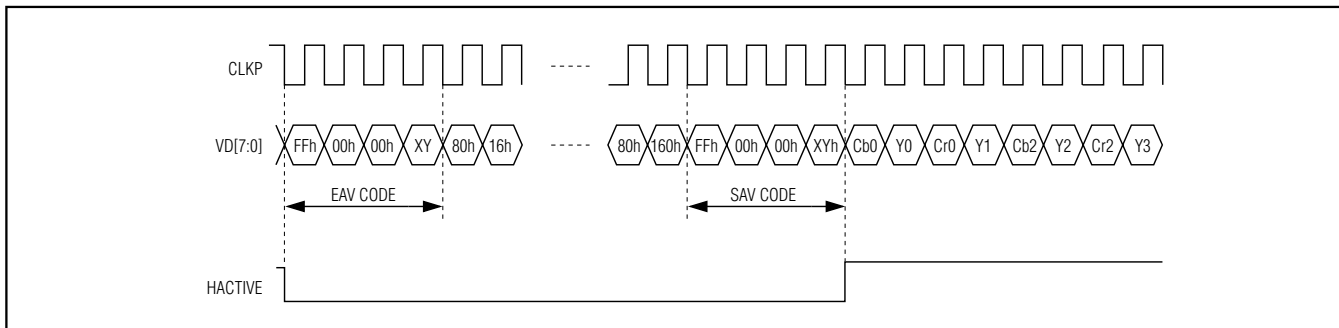 CLKP
VD[7:0] FFh 00h 00h XY 80h 16h 80h 160h FFh 00h 00h XYh Cb0 Y0 Cr0 Y1 Cb2 Y2 Cr2 Y3
EAV CODE SAV CODE
HACTIVE